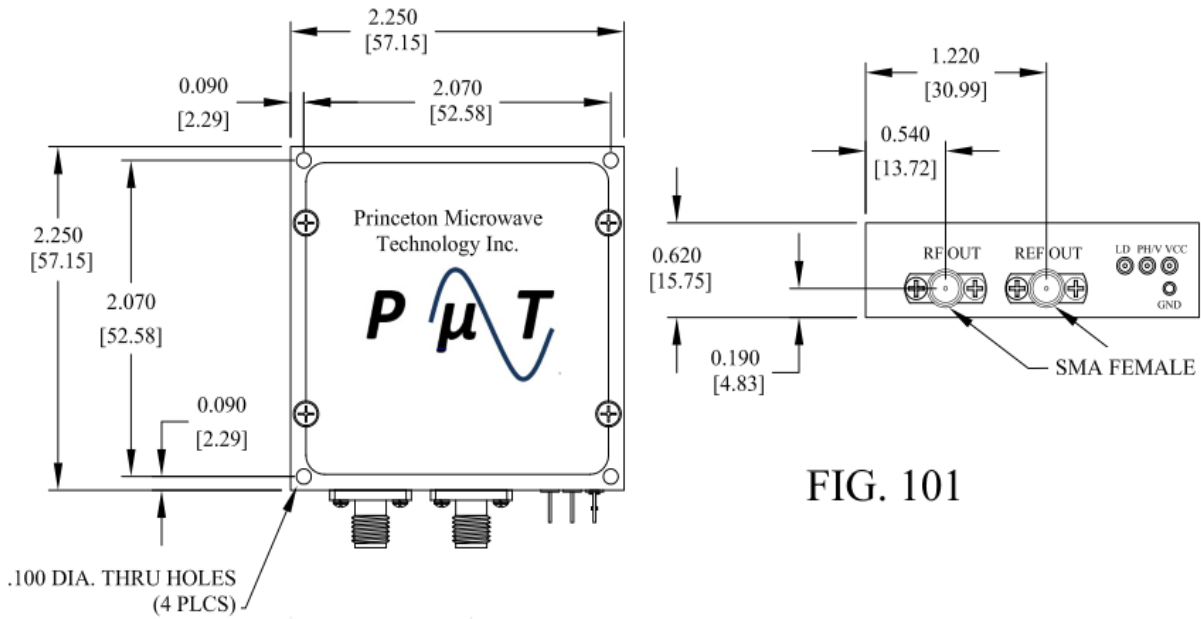 2.250
[57.15]
0.090
[2.29]
2.070
[52.58]
2.250
[57.15]
2.070
[52.58]
0.090
[2.29]
Princeton Microwave
Technology Inc.
P μ T
.100 DIA. THRU HOLES
(4 PLCS)
1.220
[30.99]
0.540
[13.72]
0.620
[15.75]
RF OUT
REF OUT
LD PH/V VCC
GND
0.190
[4.83]
SMA FEMALE
FIG. 101